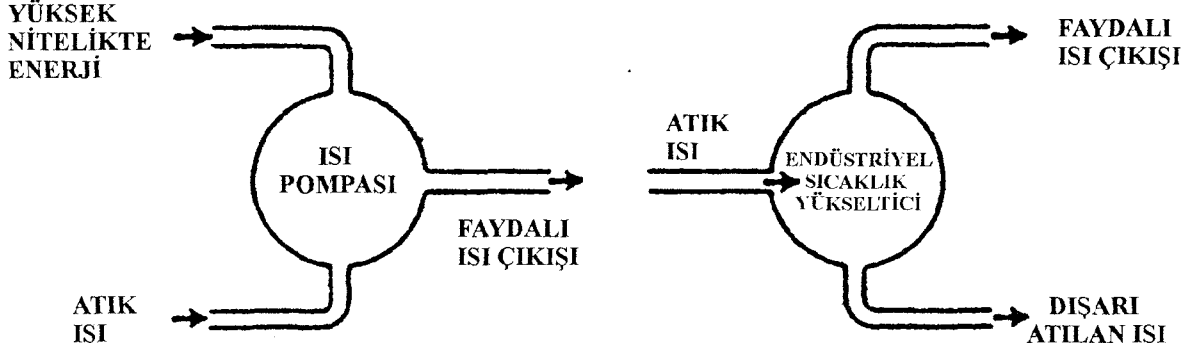 YÜKSEK
NİTELİKTE
ENERJİ
ISI
POMPASI
FAYDALI
ISI ÇIKIŞI
ATIK
ISI
ATIK
ISI
ENDÜSTRİYEL
SICAKLIK
YÜKSELTİCİ
FAYDALI
ISI ÇIKIŞI
DIŞARI
ATILAN ISI